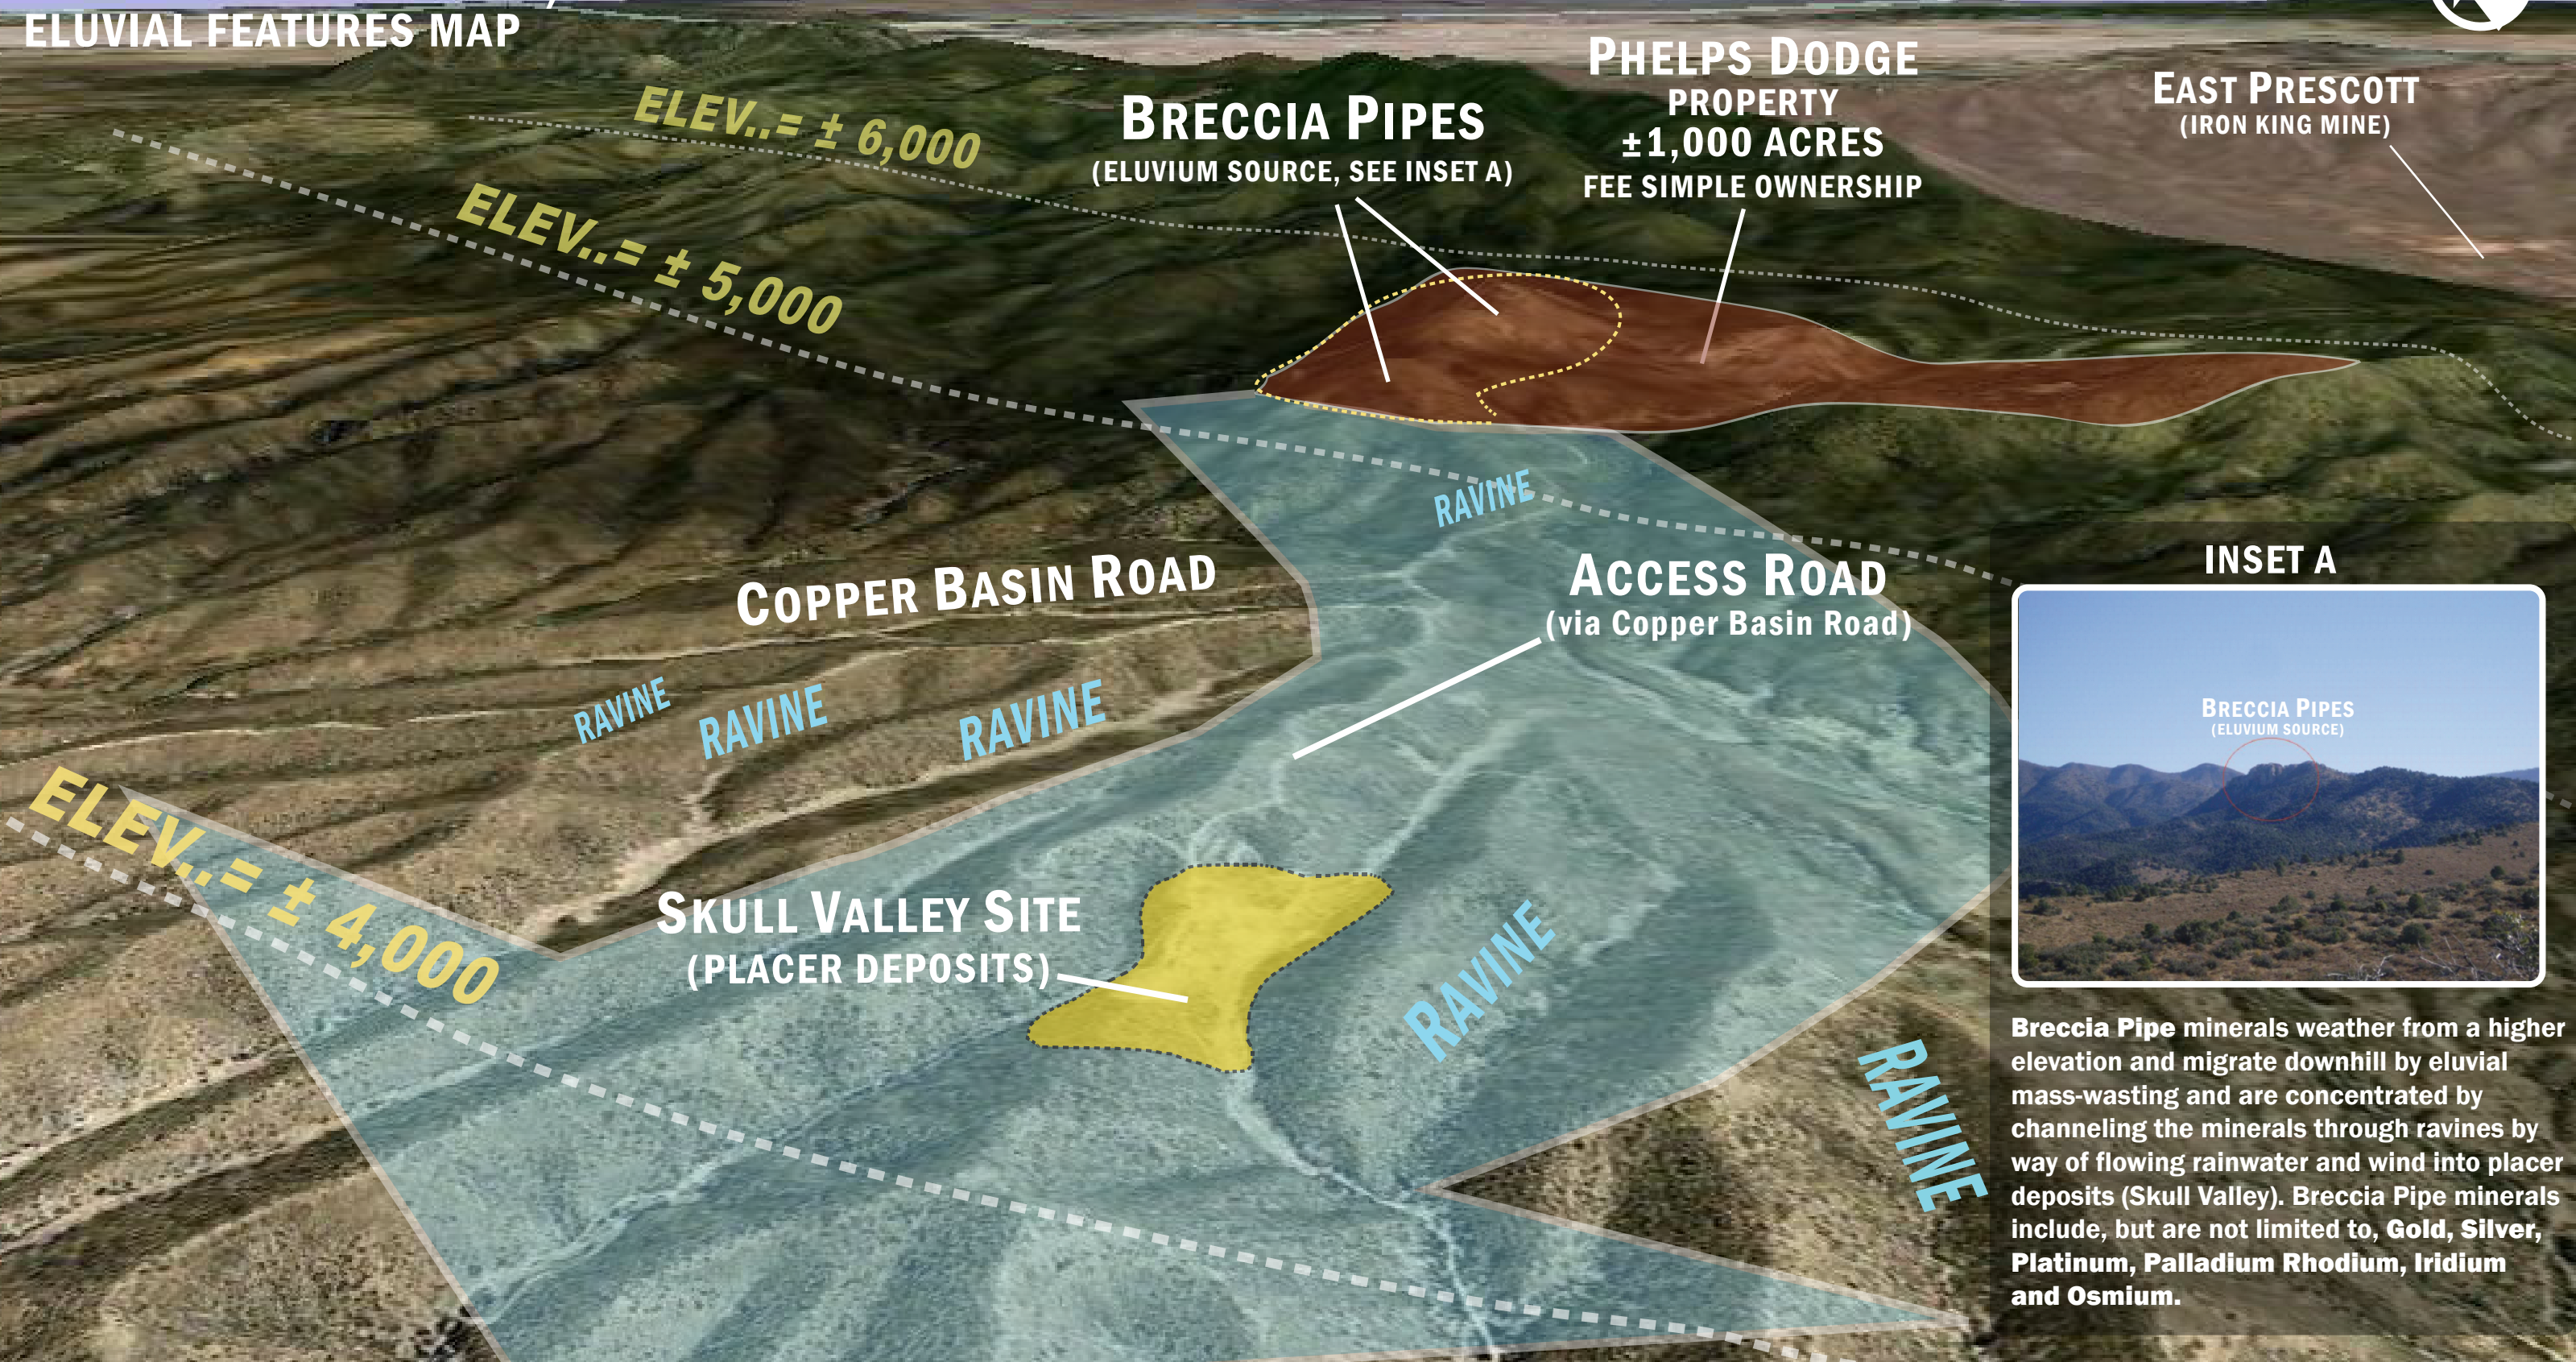 ELUVIAL FEATURES MAP
ELEV..= ± 6,000
ELEV..= ± 5,000
BRECCIA PIPES
(ELUVIUM SOURCE, SEE INSET A)
PHELPS DODGE
PROPERTY
±1,000 ACRES
FEE SIMPLE OWNERSHIP
EAST PRESCOTT
(IRON KING MINE)
RAVINE
COPPER BASIN ROAD
ACCESS ROAD
(via Copper Basin Road)
RAVINE
RAVINE
RAVINE
ELEV..= ± 4,000
SKULL VALLEY SITE
(PLACER DEPOSITS)
RAVINE
RAVINE
INSET A
BRECCIA PIPES
(ELUVIUM SOURCE)
Breccia Pipe minerals weather from a higher
elevation and migrate downhill by eluvial
mass-wasting and are concentrated by
channeling the minerals through ravines by
way of flowing rainwater and wind into placer
deposits (Skull Valley). Breccia Pipe minerals
include, but are not limited to, Gold, Silver,
Platinum, Palladium Rhodium, Iridium
and Osmium.